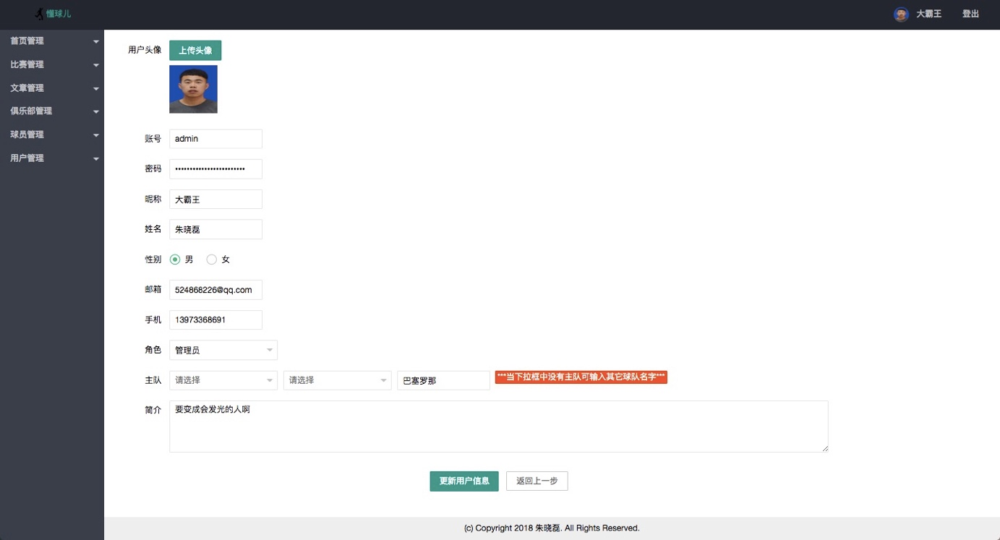 懂球儿
大霸王
登出
首页管理
比赛管理
文章管理
俱乐部管理
球员管理
用户管理
用户头像 上传头像
账号 admin
密码 ••••••••••••••••••••••••
昵称 大霸王
姓名 朱晓磊
性别 男 女
邮箱 524868226@qq.com
手机 13973368691
角色 管理员
主队 请选择 请选择 巴塞罗那 ***当下拉框中没有主队可输入其它球队名字***
简介 要变成会发光的人啊
更新用户信息 返回上一步
(c) Copyright 2018 朱晓磊. All Rights Reserved.